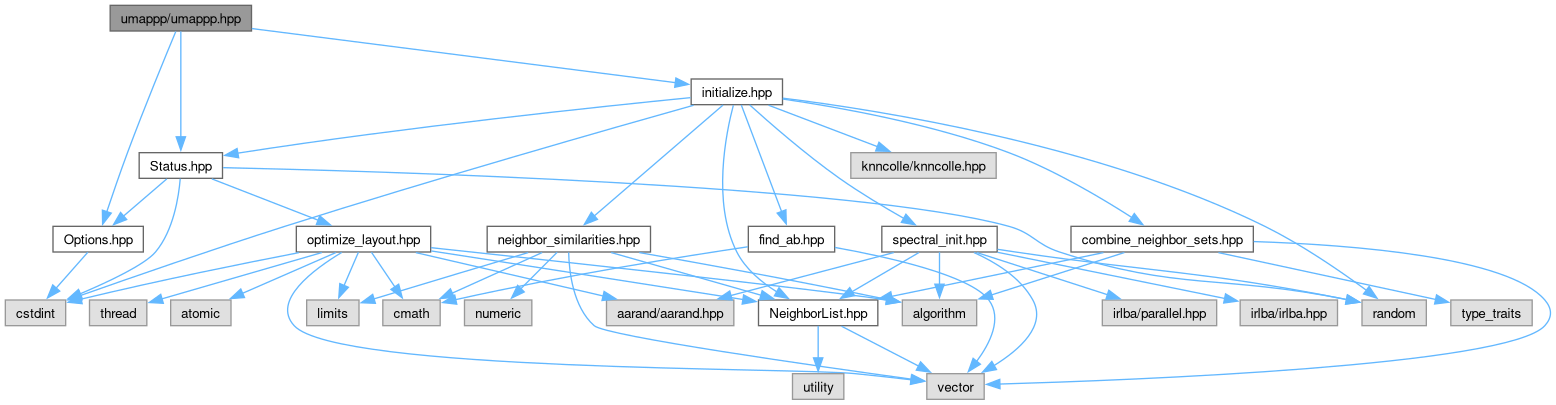 umappp/umappp.hpp
initialize.hpp
Status.hpp
knncolle/knncolle.hpp
Options.hpp
optimize_layout.hpp
neighbor_similarities.hpp
find_ab.hpp
spectral_init.hpp
combine_neighbor_sets.hpp
cstdint
thread
atomic
limits
cmath
numeric
aarand/aarand.hpp
NeighborList.hpp
algorithm
irlba/parallel.hpp
irlba/irlba.hpp
random
type_traits
utility
vector